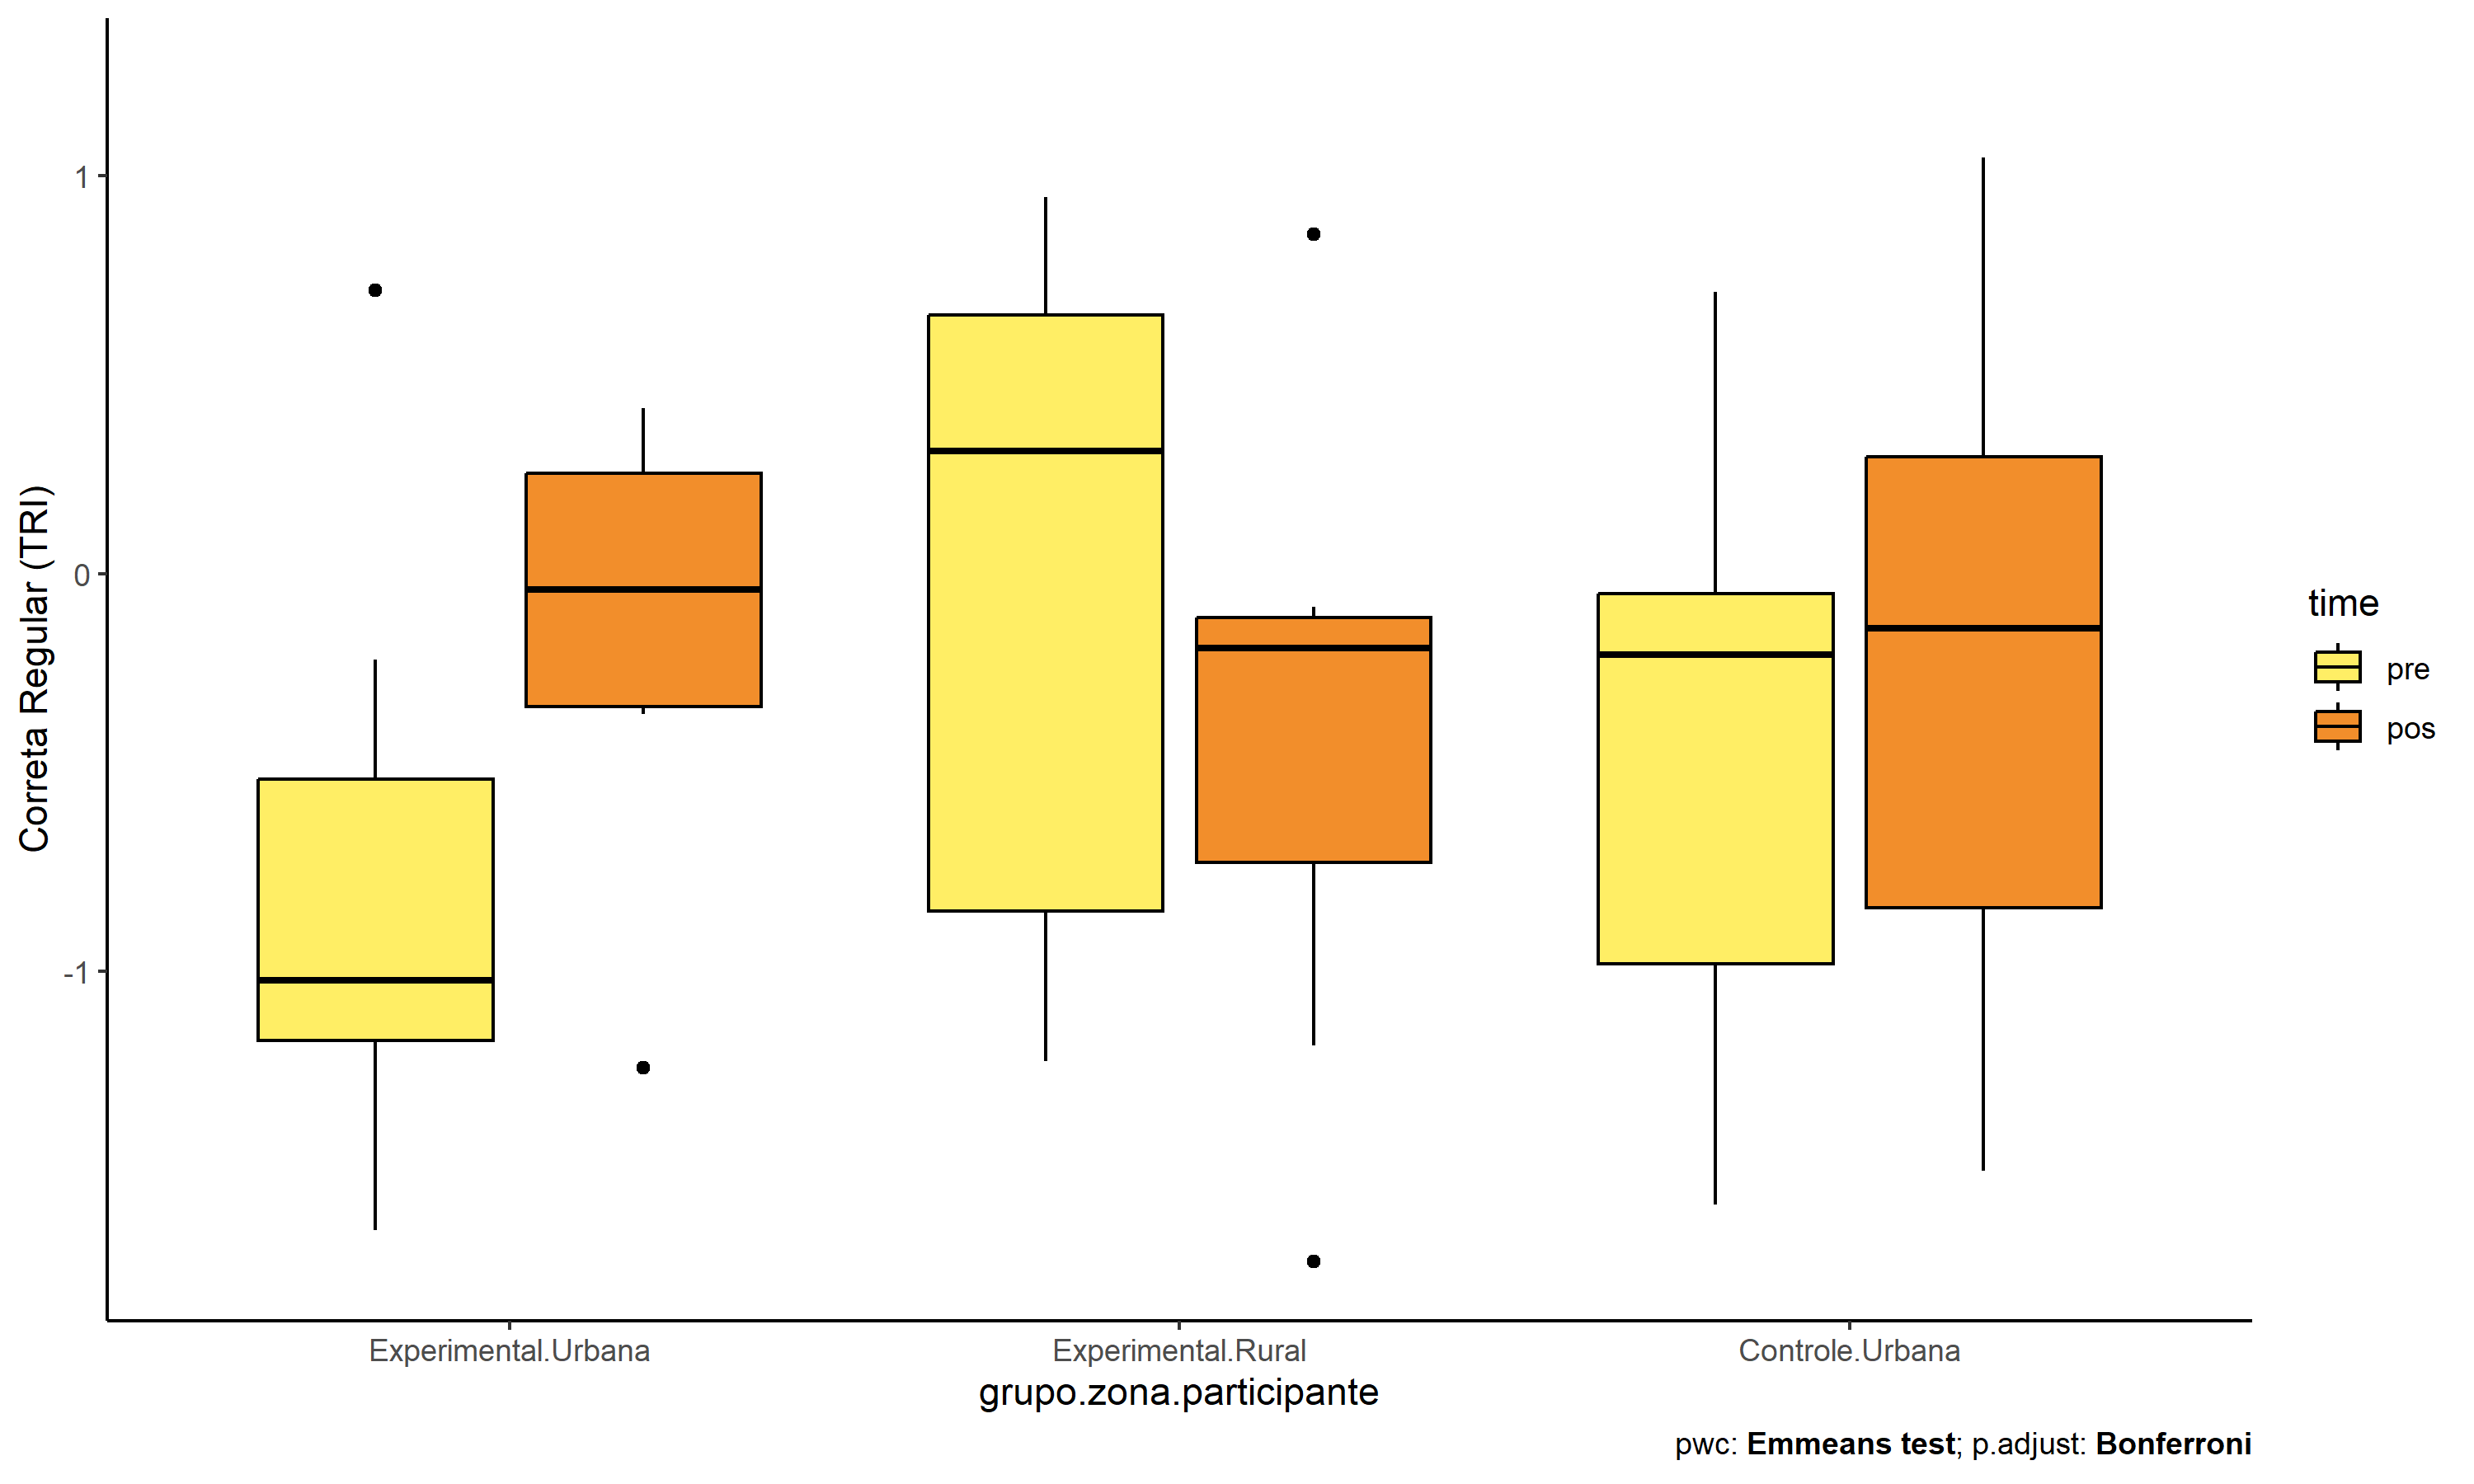 Correta Regular (TRI)
1
0
-1
Experimental.Urbana
Experimental.Rural
Controle.Urbana
grupo.zona.participante
time
pre
pos
pwc: Emmeans test; p.adjust: Bonferroni